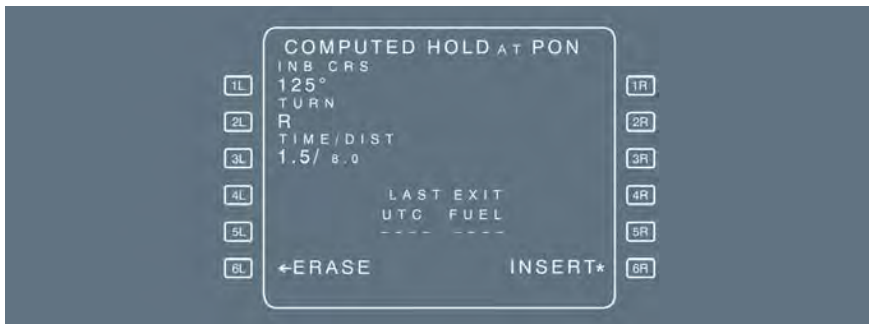 COMPUTED HOLD AT PON
INB CRS
1L 125° 1R
TURN
2L R 2R
TIME/DIST
3L 1.5/ 6.0 3R
4L LAST EXIT 4R
UTC FUEL
5L ---- ---- 5R
6L ←ERASE INSERT* 6R